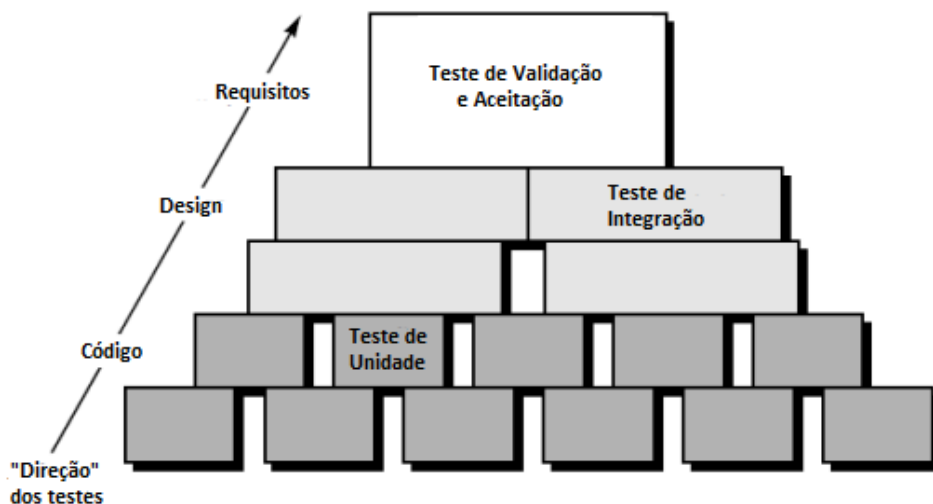 Teste de Validação
e Aceitação
Requisitos
Teste de
Integração
Design
Teste de
Unidade
Código
"Direção"
dos testes